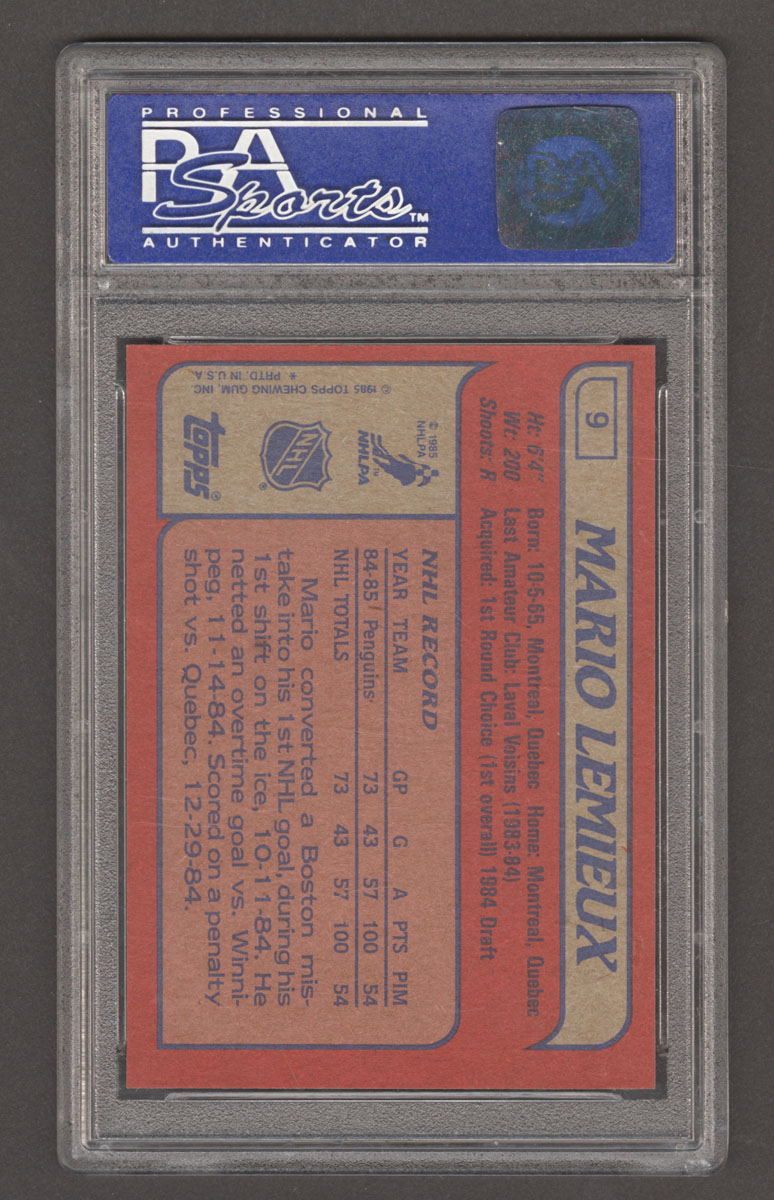 PROFESSIONAL
PSA
Sports™
AUTHENTICATOR
9
MARIO LEMIEUX
Ht: 6'4" Born: 10-5-65, Montreal, Quebec Home: Montreal, Quebec
Wt: 200 Last Amateur Club: Laval Voisins (1983-84)
Shoots: R Acquired: 1st Round Choice (1st overall) 1984 Draft
© 1985
NHLPA
NHLPA
TM
NHL
®
topps®
© 1985 TOPPS CHEWING GUM, INC.
* PRTD. IN U.S.A.
NHL RECORD
YEAR TEAM GP G A PTS PIM
84-85 Penguins 73 43 57 100 54
NHL TOTALS 73 43 57 100 54
Mario converted a Boston mis-
take into his 1st NHL goal, during his
1st shift on the ice, 10-11-84. He
netted an overtime goal vs. Winni-
peg, 11-14-84. Scored on a penalty
shot vs. Quebec, 12-29-84.